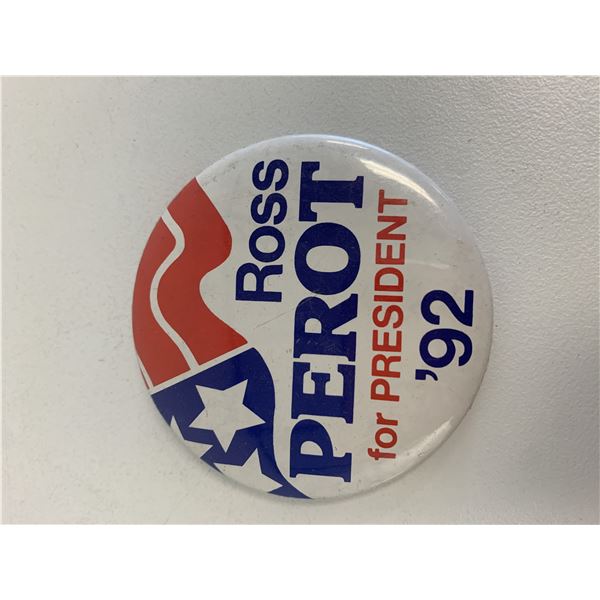 ROSS
PEROT
for PRESIDENT
'92